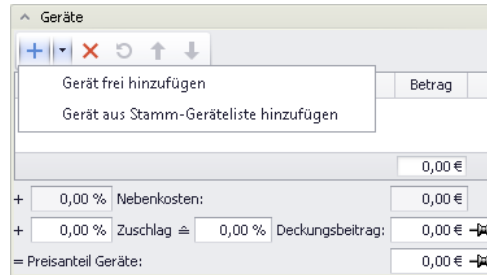 Geräte
Gerät frei hinzufügen
Betrag
Gerät aus Stamm-Geräteliste hinzufügen
0,00 €
+ 0,00 % Nebenkosten: 0,00 €
+ 0,00 % Zuschlag ≙ 0,00 % Deckungsbeitrag: 0,00 €
= Preisanteil Geräte: 0,00 €